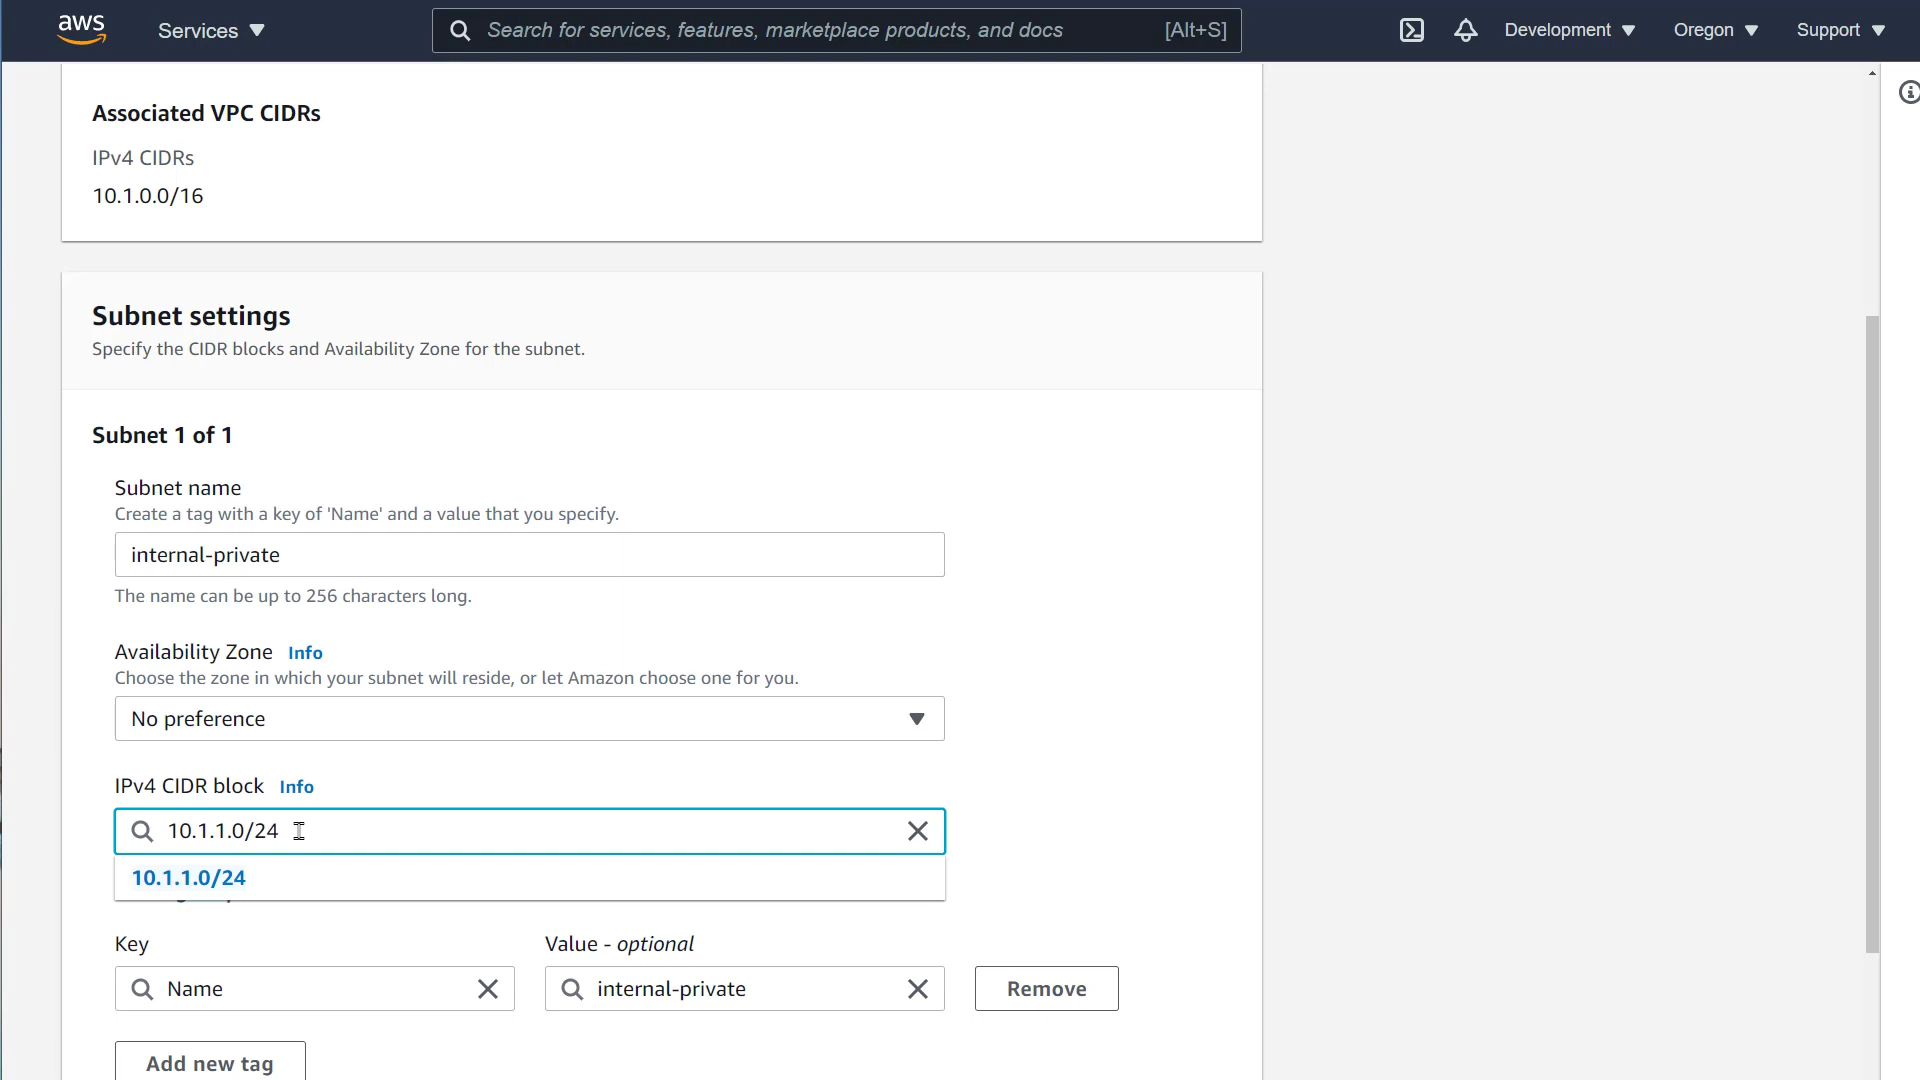 aws
Services
Search for services, features, marketplace products, and docs
[Alt+S]
Development
Oregon
Support
Associated VPC CIDRs
IPv4 CIDRs
10.1.0.0/16
Subnet settings
Specify the CIDR blocks and Availability Zone for the subnet.
Subnet 1 of 1
Subnet name
Create a tag with a key of 'Name' and a value that you specify.
internal-private
The name can be up to 256 characters long.
Availability Zone Info
Choose the zone in which your subnet will reside, or let Amazon choose one for you.
No preference
IPv4 CIDR block Info
10.1.1.0/24
10.1.1.0/24
Key
Value - optional
Name
internal-private
Remove
Add new tag